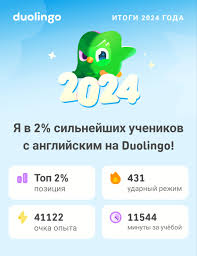 duolingo
ИТОГИ 2024 ГОДА
2024
Я в 2% сильнейших учеников
с английским на Duolingo!
Топ 2%
позиция
431
ударный режим
41122
очка опыта
11544
минуты за учёбой